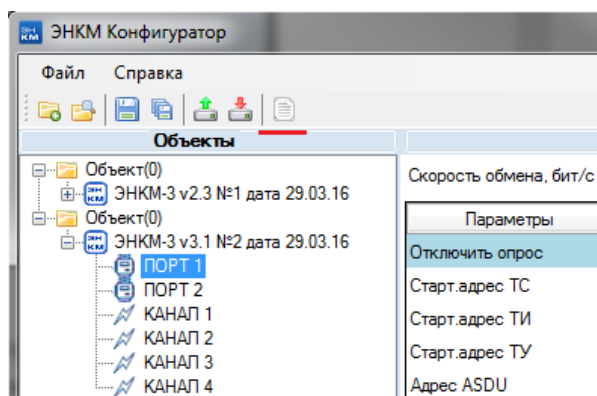 ЭНКМ Конфигуратор
Файл Справка
Объекты
Объект(0)
ЭНКМ-3 v2.3 №1 дата 29.03.16
Объект(0)
ЭНКМ-3 v3.1 №2 дата 29.03.16
ПОРТ 1
ПОРТ 2
КАНАЛ 1
КАНАЛ 2
КАНАЛ 3
КАНАЛ 4
Скорость обмена, бит/с
Параметры
Отключить опрос
Старт.адрес ТС
Старт.адрес ТИ
Старт.адрес ТУ
Адрес ASDU